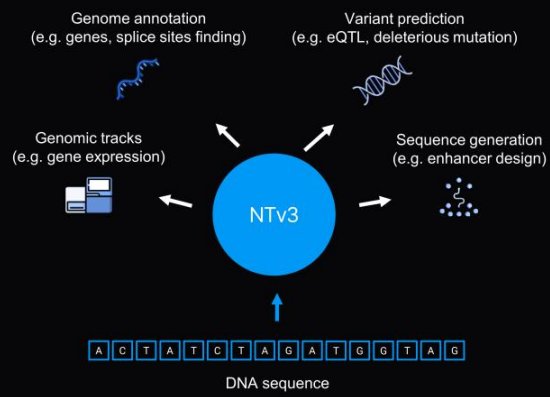 Genome annotation
(e.g. genes, splice sites finding)
Variant prediction
(e.g. eQTL, deleterious mutation)
Genomic tracks
(e.g. gene expression)
Sequence generation
(e.g. enhancer design)
NTv3
A C T A T C T A G A T G G T A G
DNA sequence